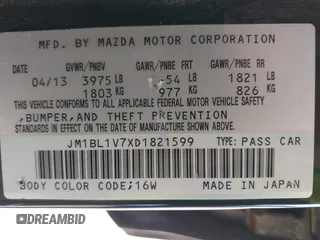 MFD. BY MAZDA MOTOR CORPORATION
GVWR/PNBV GAWR/PNBE FRT GAWR/PNBE RR
04/13 3975 LB 54 LB 1821 LB
1803 KG 977 KG 826 KG
THIS VEHICLE CONFORMS TO ALL APPLICABLE
FEDERAL MOTOR VEHICLE SAFETY
,BUMPER,AND THEFT PREVENTION
STANDARDS IN EFFECT ON THE DATE OF MANUFACTURE SHOWN ABOVE.
JM1BL1V7XD1821599 TYPE: PASS CAR
BODY COLOR CODE;16W MADE IN JAPAN
DREAMBID